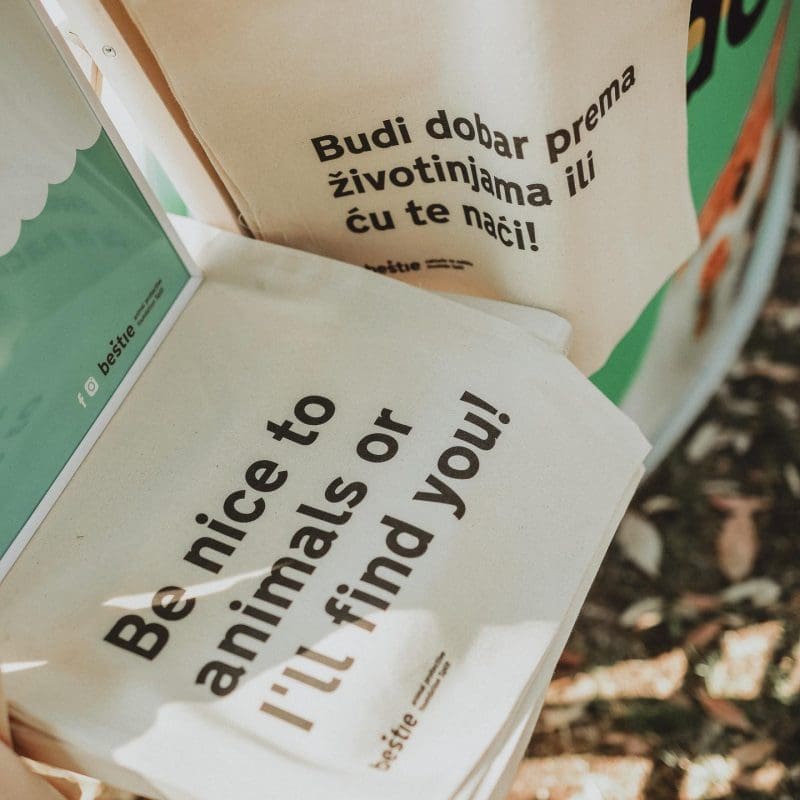 Budi dobar prema
životinjama ili
ću te naći!
beštie
beštie
Be nice to
animals or
I'll find you!
beštie